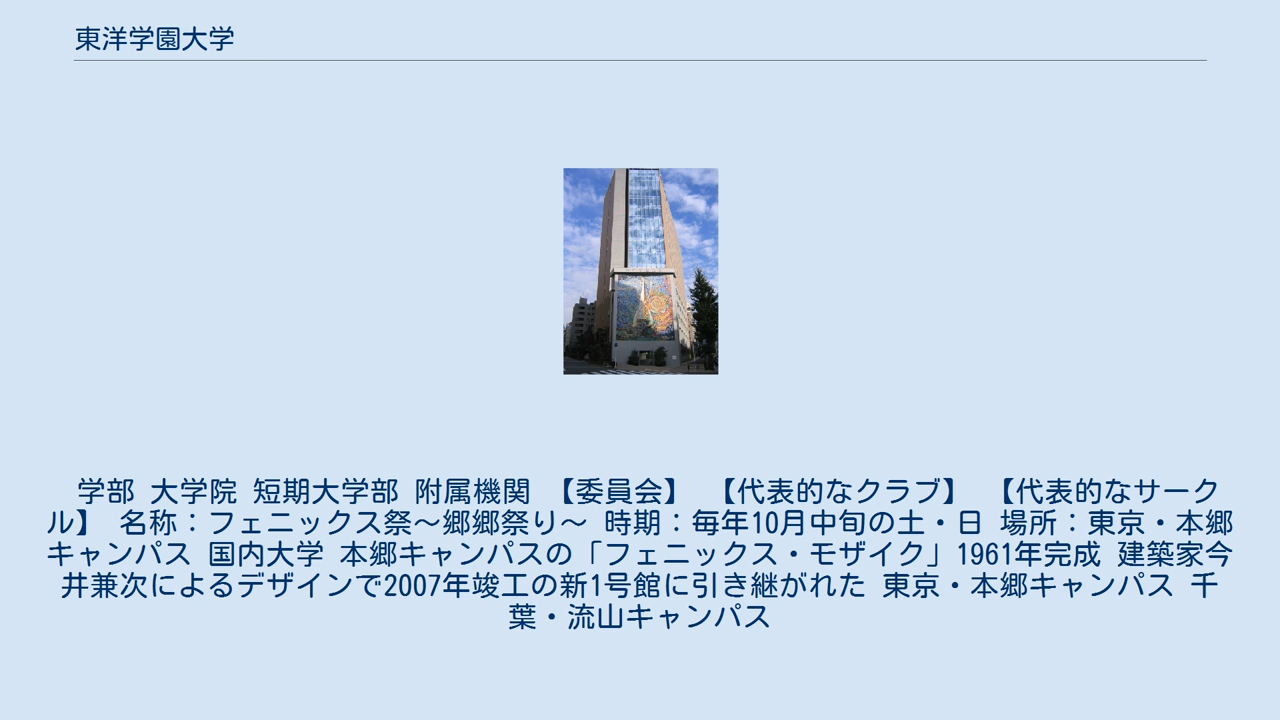 東洋学園大学
学部 大学院 短期大学部 附属機関 【委員会】 【代表的なクラブ】 【代表的なサーク
ル】 名称：フェニックス祭〜郷郷祭り〜 時期：毎年10月中旬の土・日 場所：東京・本郷
キャンパス 国内大学 本郷キャンパスの「フェニックス・モザイク」1961年完成 建築家今
井兼次によるデザインで2007年竣工の新1号館に引き継がれた 東京・本郷キャンパス 千
葉・流山キャンパス